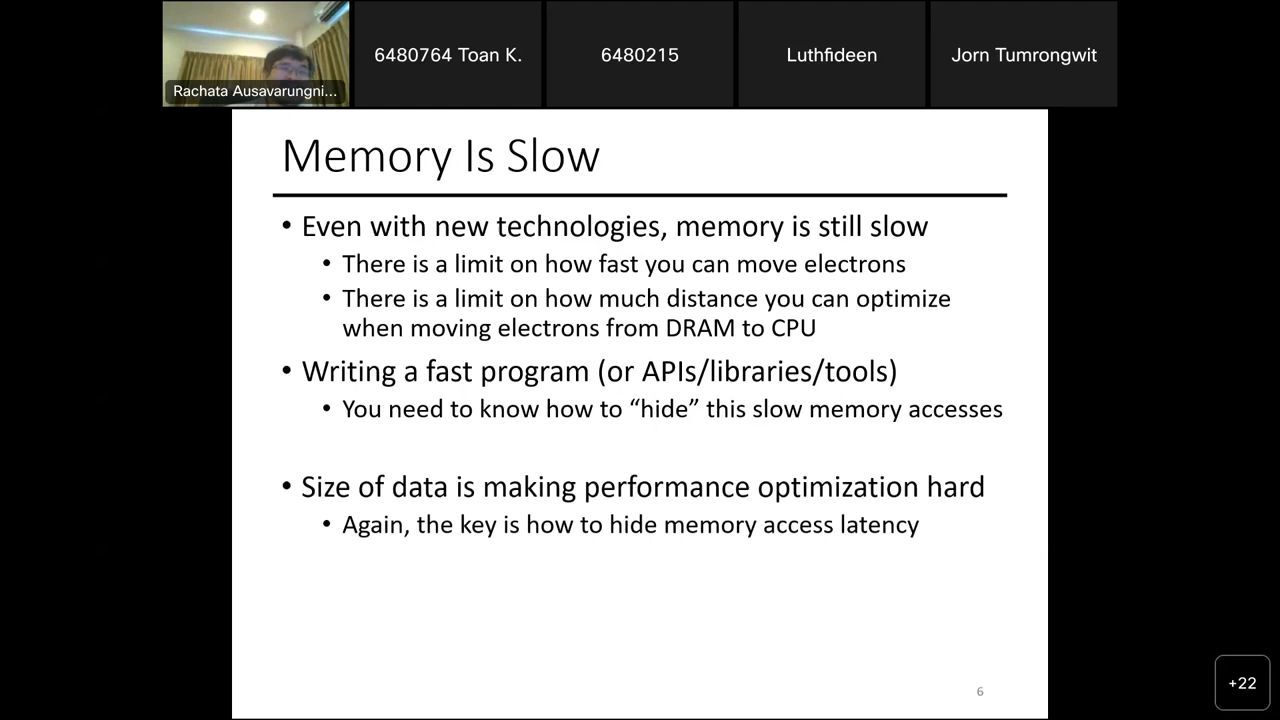 Rachata Ausavarungni...
6480764 Toan K.
6480215
Luthfideen
Jorn Tumrongwit
Memory Is Slow
• Even with new technologies, memory is still slow
• There is a limit on how fast you can move electrons
• There is a limit on how much distance you can optimize
when moving electrons from DRAM to CPU
• Writing a fast program (or APIs/libraries/tools)
• You need to know how to “hide” this slow memory accesses
• Size of data is making performance optimization hard
• Again, the key is how to hide memory access latency
6
+22